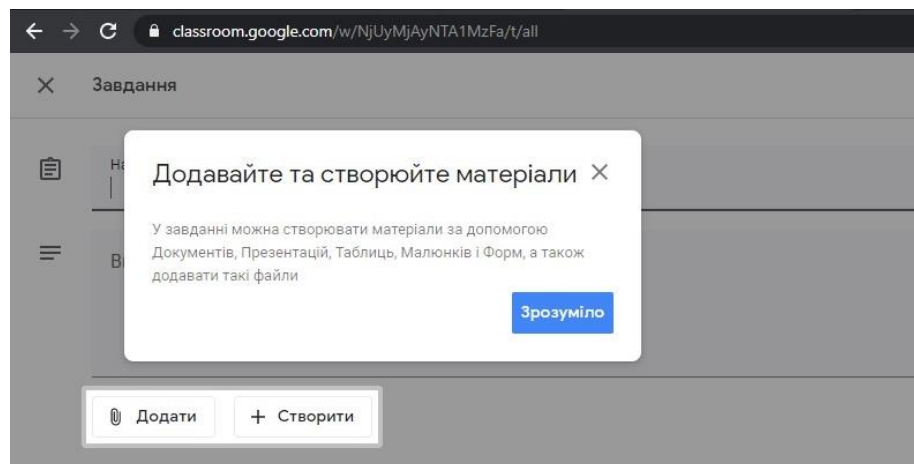 classroom.google.com/w/NjUyMjAyNTA1MzFa/t/all
Завдання
Додавайте та створюйте матеріали
У завданні можна створювати матеріали за допомогою
Документів, Презентацій, Таблиць, Малюнків і Форм, а також
додавати такі файли
Зрозуміло
Додати
+ Створити